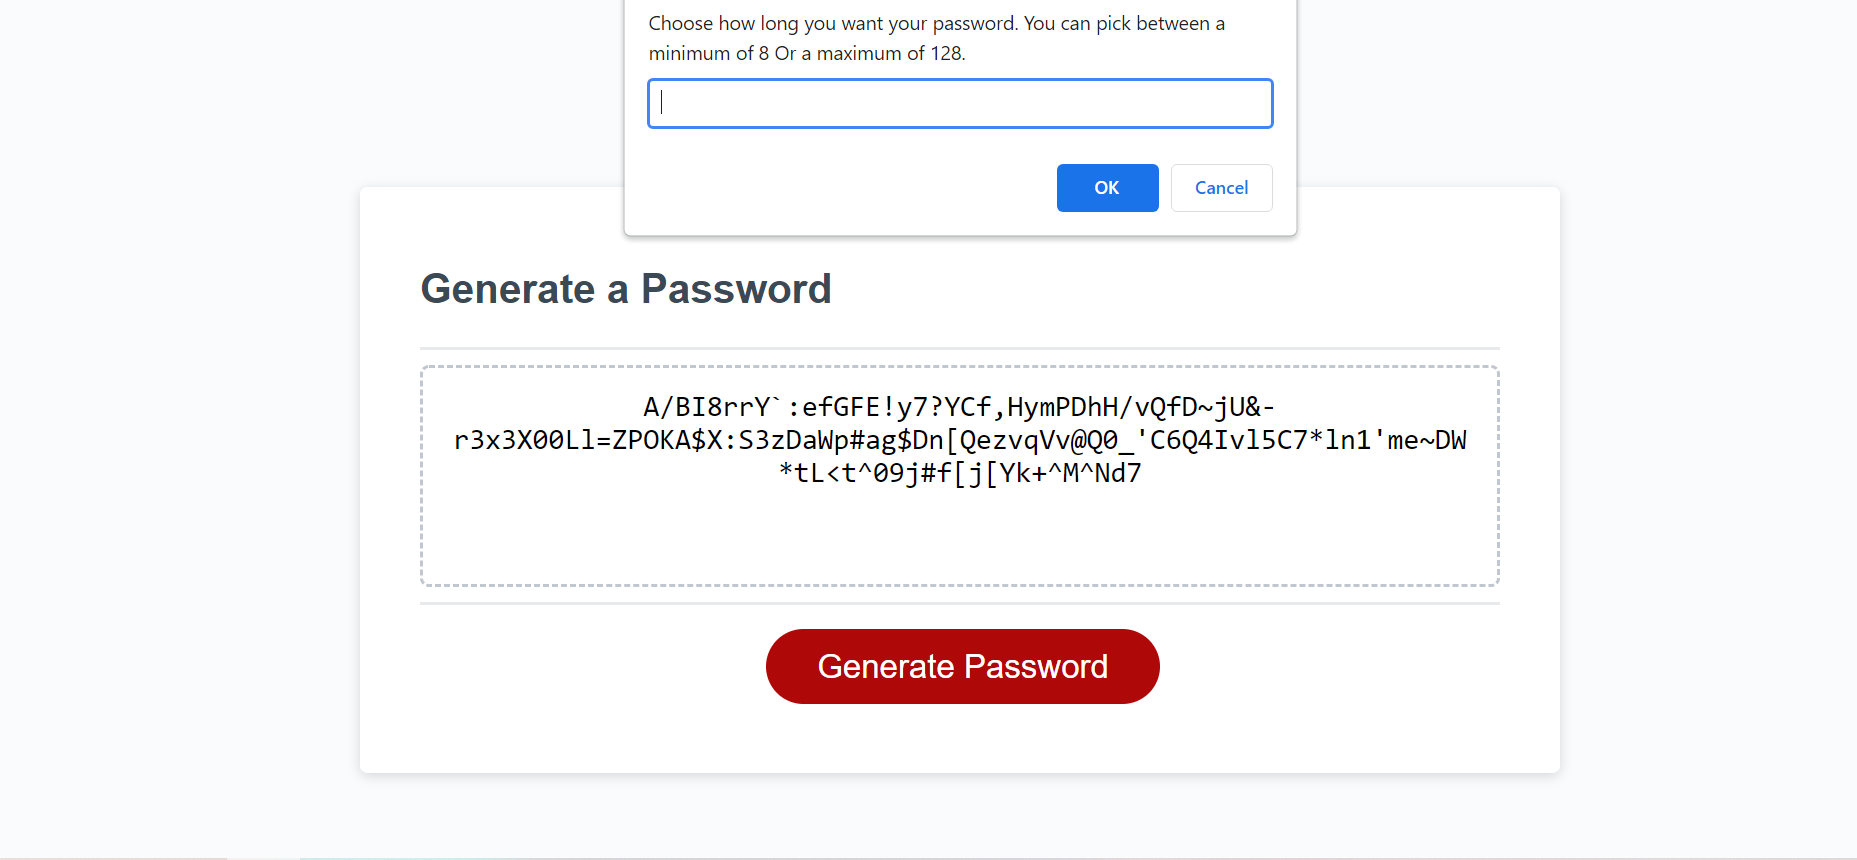 Choose how long you want your password. You can pick between a
minimum of 8 Or a maximum of 128.
OK
Cancel
Generate a Password
A/BI8rrY`:efGFE!y7?YCf,HymPDhH/vQfD~jU&-
r3x3X00Ll=ZPOKA$X:S3zDaWp#ag$Dn[QezvqVv@Q0_'C6Q4Ivl5C7*ln1'me~DW
*tL<t^09j#f[j[Yk+^M^Nd7
Generate Password